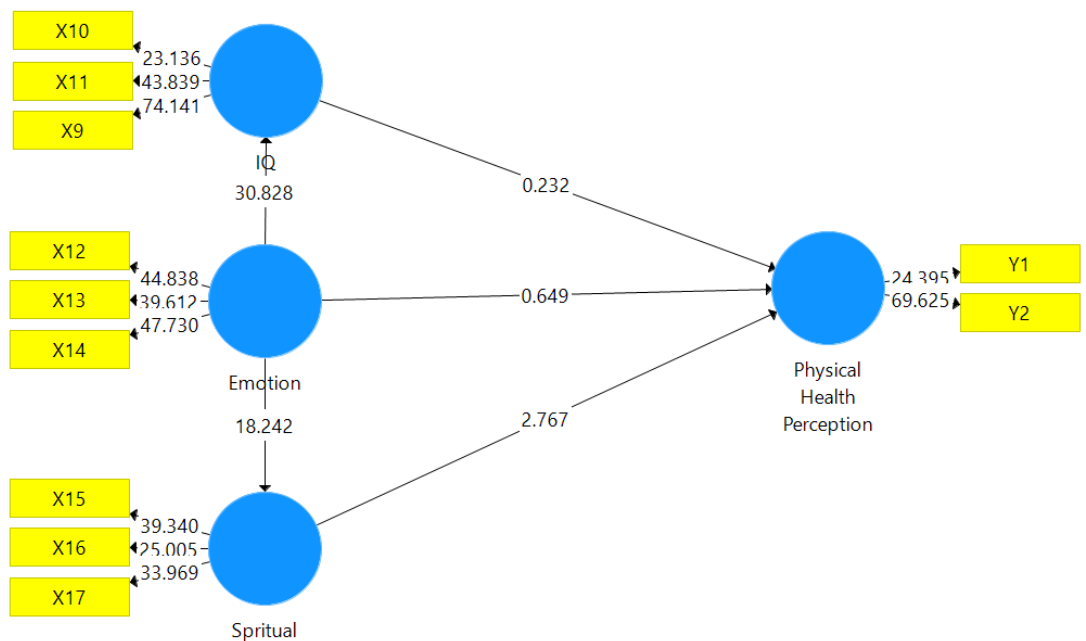 X10
23.136
X11
43.839
74.141
X9
IQ
30.828
0.232
X12
44.838
X13
39.612
47.730
X14
Emotion
0.649
24.395
Y1
69.625
Y2
Physical
Health
Perception
18.242
2.767
X15
39.340
X16
25.005
33.969
X17
Spritual